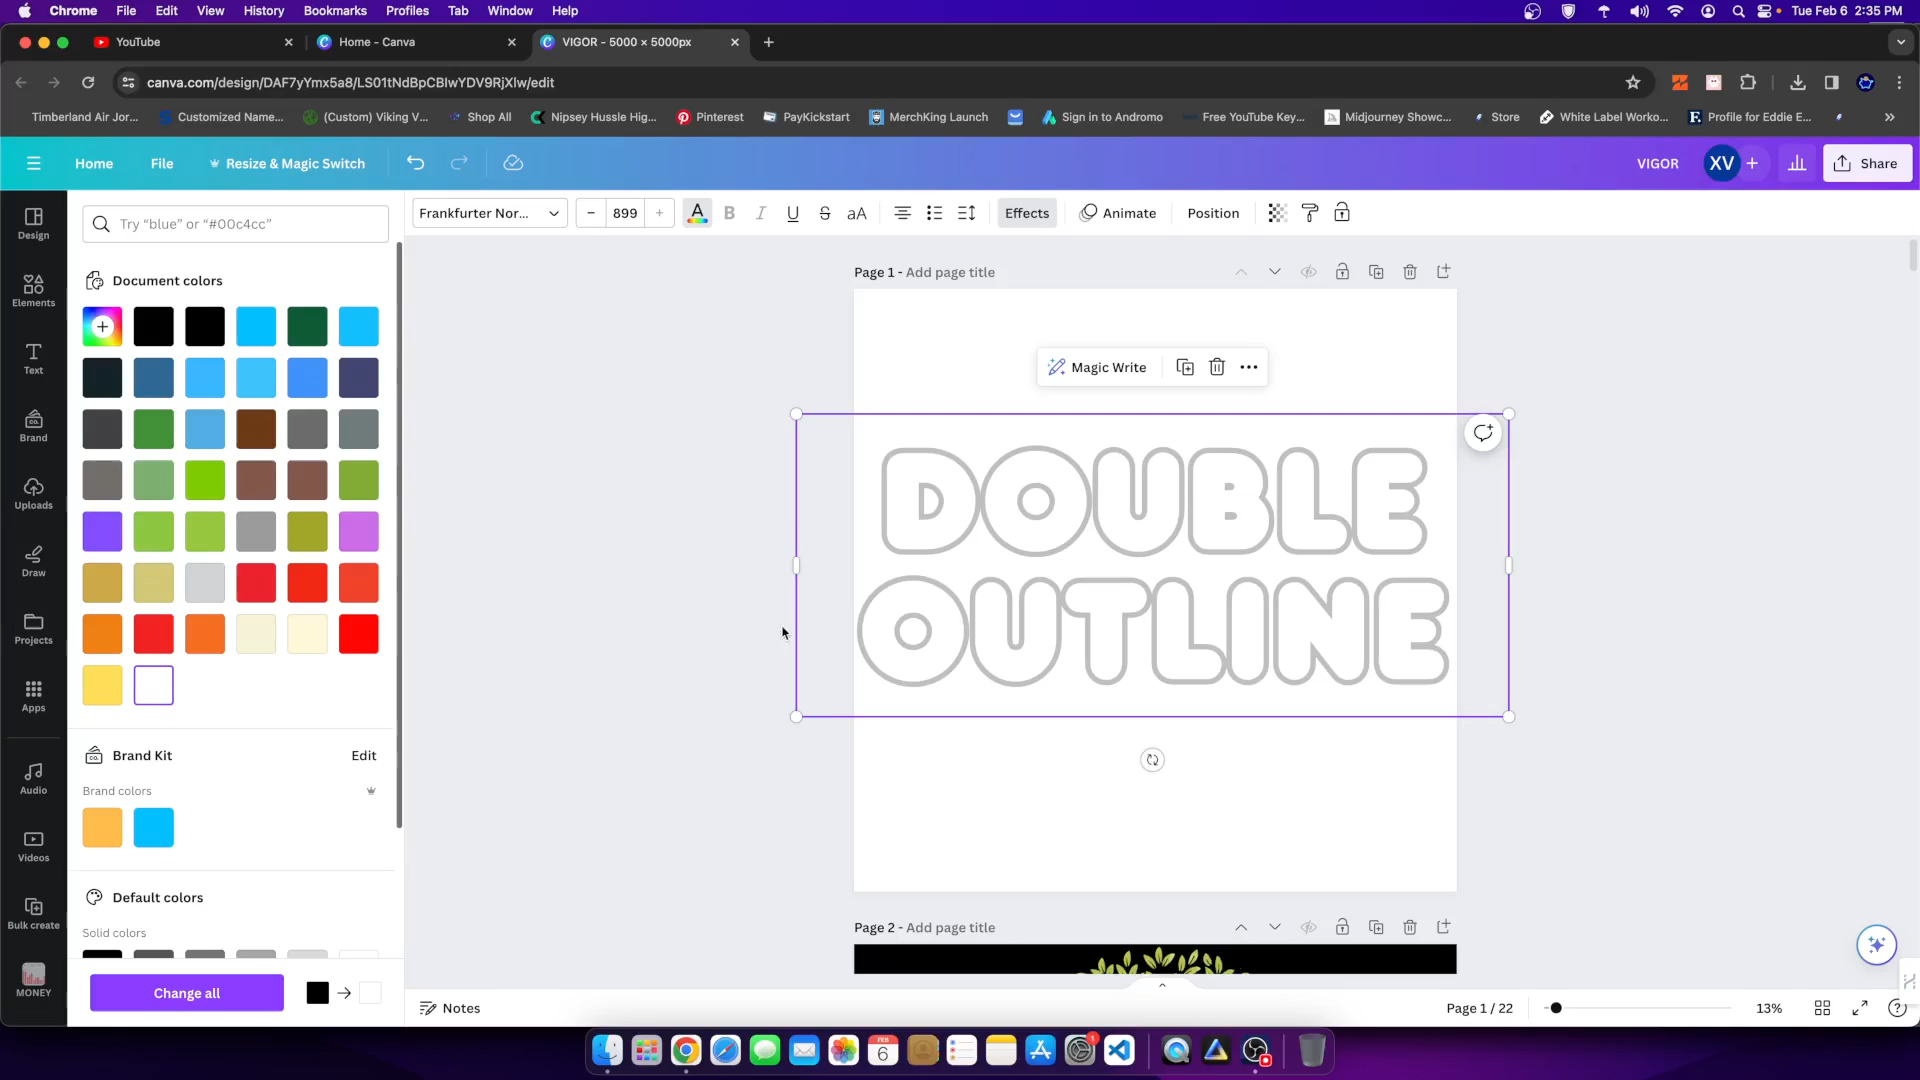 Chrome File Edit View History Bookmarks Profiles Tab Window Help Tue Feb 6 2:35 PM
YouTube Home - Canva VIGOR - 5000 × 5000px
canva.com/design/DAF7yYmx5a8/LS01tNdBpCBIwYDV9RjXIw/edit
Timberland Air Jor... Customized Name... (Custom) Viking V... Shop All Nipsey Hussle Hig... Pinterest PayKickstart MerchKing Launch Sign in to Andromo Free YouTube Key... Midjourney Showc... Store White Label Worko... Profile for Eddie E... »
Home File Resize & Magic Switch VIGOR XV + Share
Design
Elements
Text
Brand
Uploads
Draw
Projects
Apps
Audio
Videos
Bulk create
MONEY
Try “blue” or “#00c4cc”
Document colors
Brand Kit Edit
Brand colors
Default colors
Solid colors
Change all
Frankfurter Nor... − 899 + A B I U S aA Effects Animate Position
Page 1 - Add page title
Magic Write
DOUBLE
OUTLINE
Page 2 - Add page title
Notes Page 1 / 22 13%
FEB
6
1